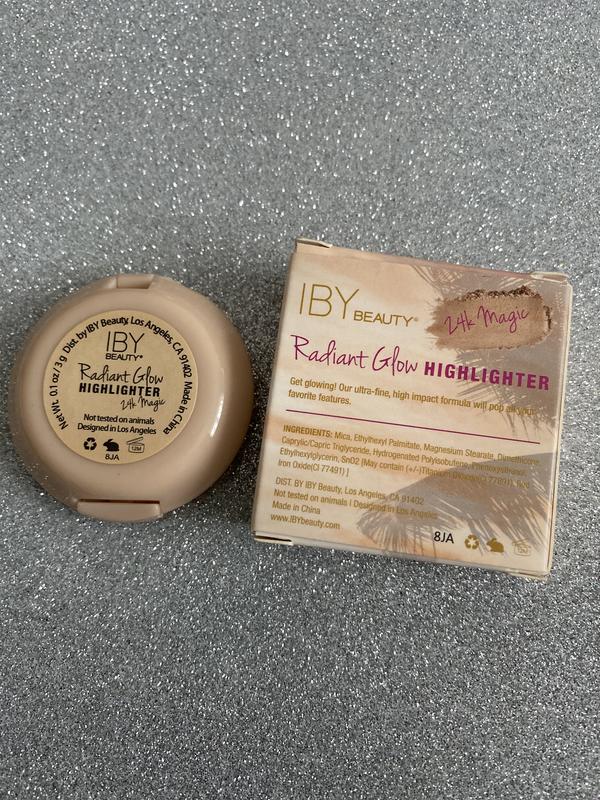 Net Wt. 0.1 oz / 3 g Dist. by IBY Beauty, Los Angeles, CA 91402 Made in China
IBY
BEAUTY®
Radiant Glow
HIGHLIGHTER
24k Magic
Not tested on animals
Designed in Los Angeles
12M
8JA
IBY BEAUTY®
24k Magic
Radiant Glow HIGHLIGHTER
Get glowing! Our ultra-fine, high impact formula will pop all your
favorite features.
INGREDIENTS: Mica, Ethylhexyl Palmitate, Magnesium Stearate, Dimethicone,
Caprylic/Capric Triglyceride, Hydrogenated Polyisobutene, Phenoxyethanol,
Ethylhexylglycerin, SnO2 [May contain (+/-)Titanium Dioxide(CI 77891), Red
Iron Oxide(CI 77491) ]
DIST. BY IBY Beauty, Los Angeles, CA 91402
Not tested on animals | Designed in Los Angeles
Made in China
www.IBYbeauty.com
8JA
12M